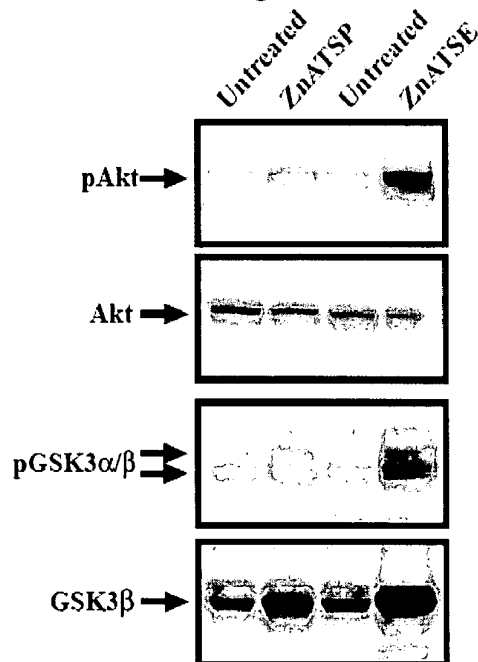 Untreated
ZnATSP
Untreated
ZnATSE
pAkt
Akt
pGSK3α/β
GSK3β